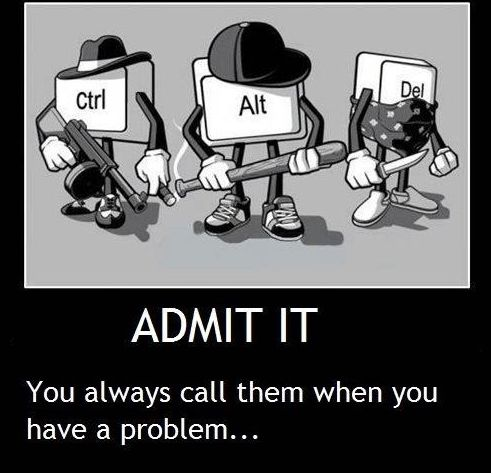 Ctrl
Alt
Del
ADMIT IT
You always call them when you
have a problem...